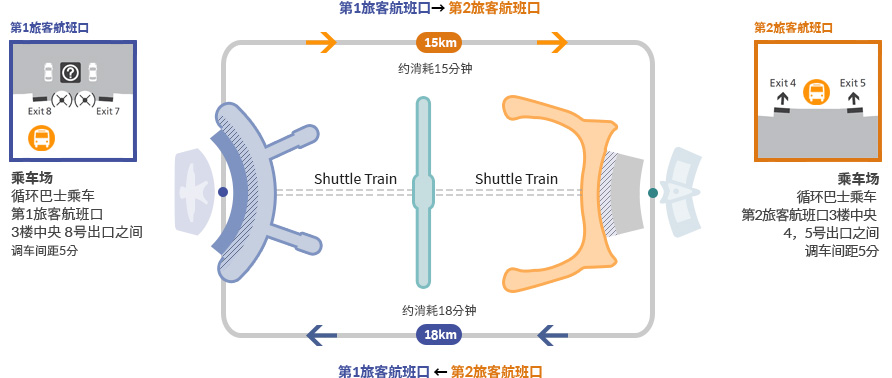 第1旅客航班口→ 第2旅客航班口
15km
约消耗15分钟
第1旅客航班口
?
Exit 8
Exit 7
乘车场
循环巴士乘车
第1旅客航班口
3楼中央 8号出口之间
调车间距5分
Shuttle Train
Shuttle Train
第2旅客航班口
Exit 4
Exit 5
乘车场
循环巴士乘车
第2旅客航班口3楼中央
4，5号出口之间
调车间距5分
约消耗18分钟
18km
第1旅客航班口 ← 第2旅客航班口